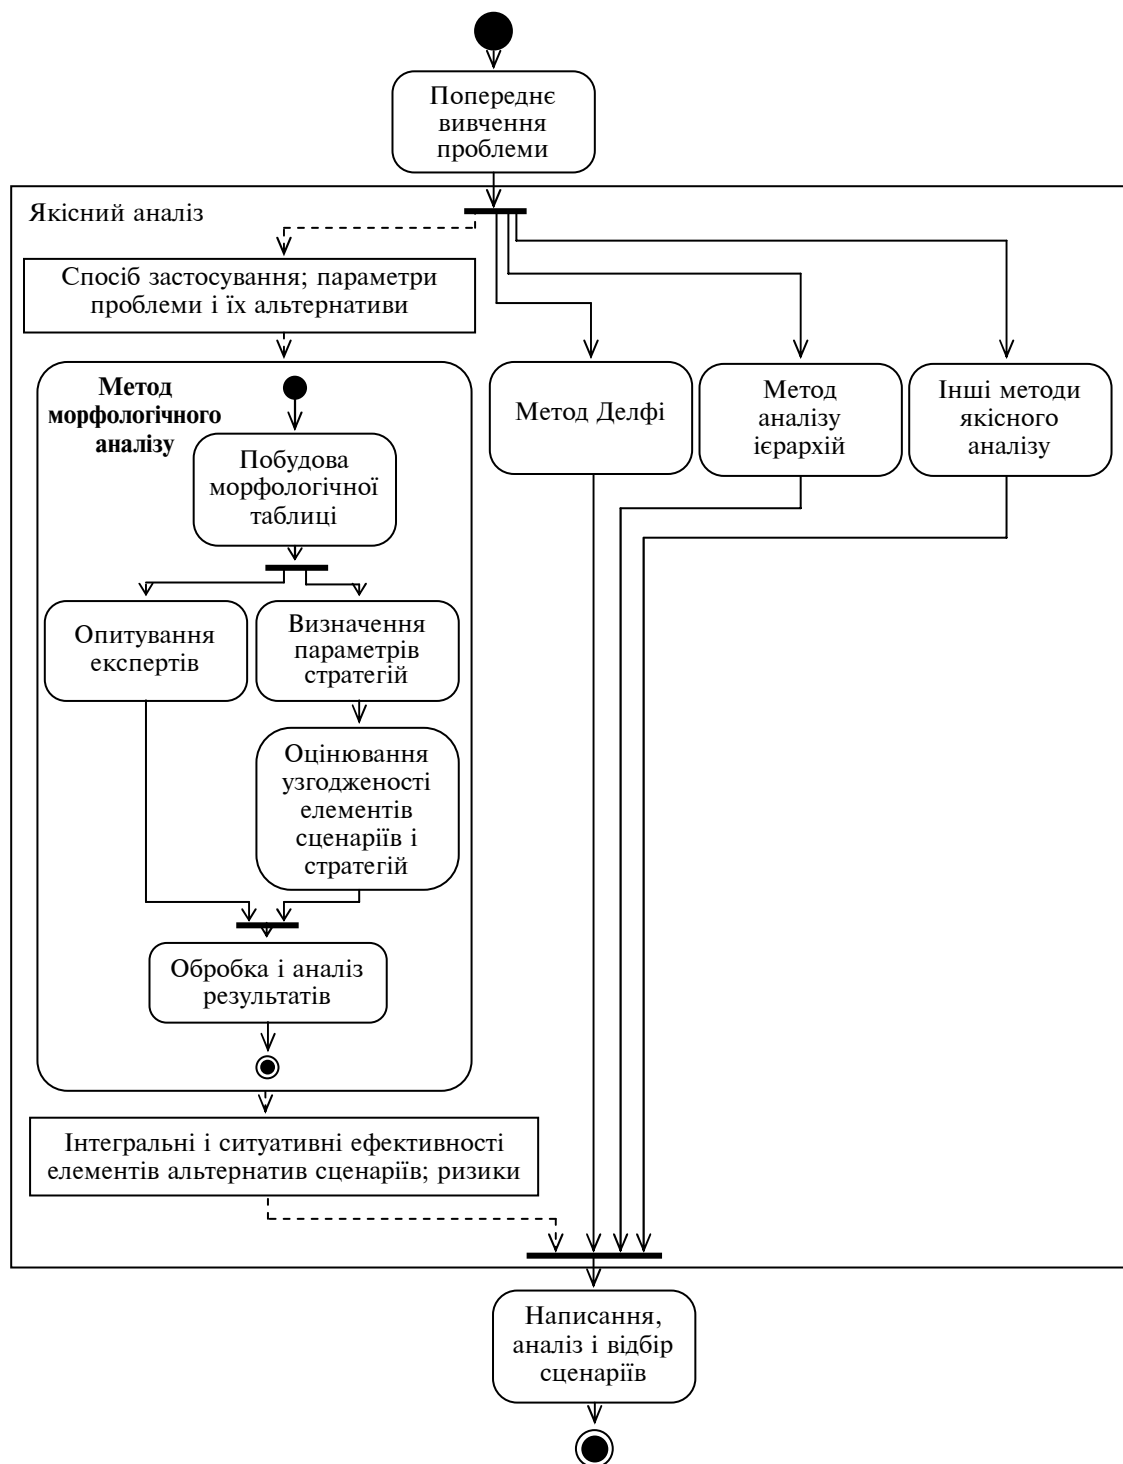 Попереднє
вивчення
проблеми
Якісний аналіз
Спосіб застосування; параметри
проблеми і їх альтернативи
Метод
морфологічного
аналізу
Побудова
морфологічної
таблиці
Опитування
експертів
Визначення
параметрів
стратегій
Оцінювання
узгодженості
елементів
сценаріїв і
стратегій
Обробка і аналіз
результатів
Метод Делфі
Метод
аналізу
ієрархій
Інші методи
якісного
аналізу
Інтегральні і ситуативні ефективності
елементів альтернатив сценаріїв; ризики
Написання,
аналіз і відбір
сценаріїв